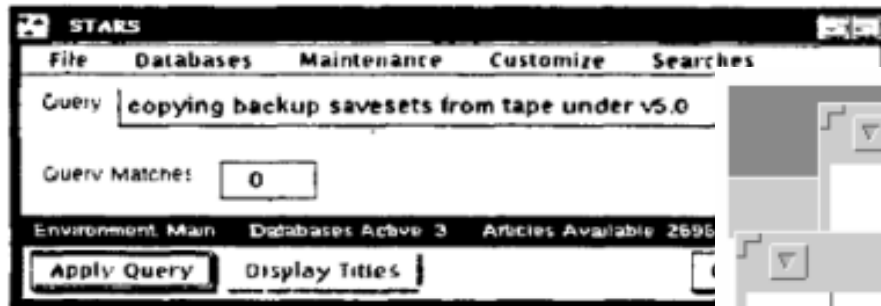 STARS
File Databases Maintenance Customize Searches
Query copying backup savesets from tape under v5.0
Query Matches 0
Environment. Main Databases Active 3 Articles Available 2696
Apply Query Display Titles